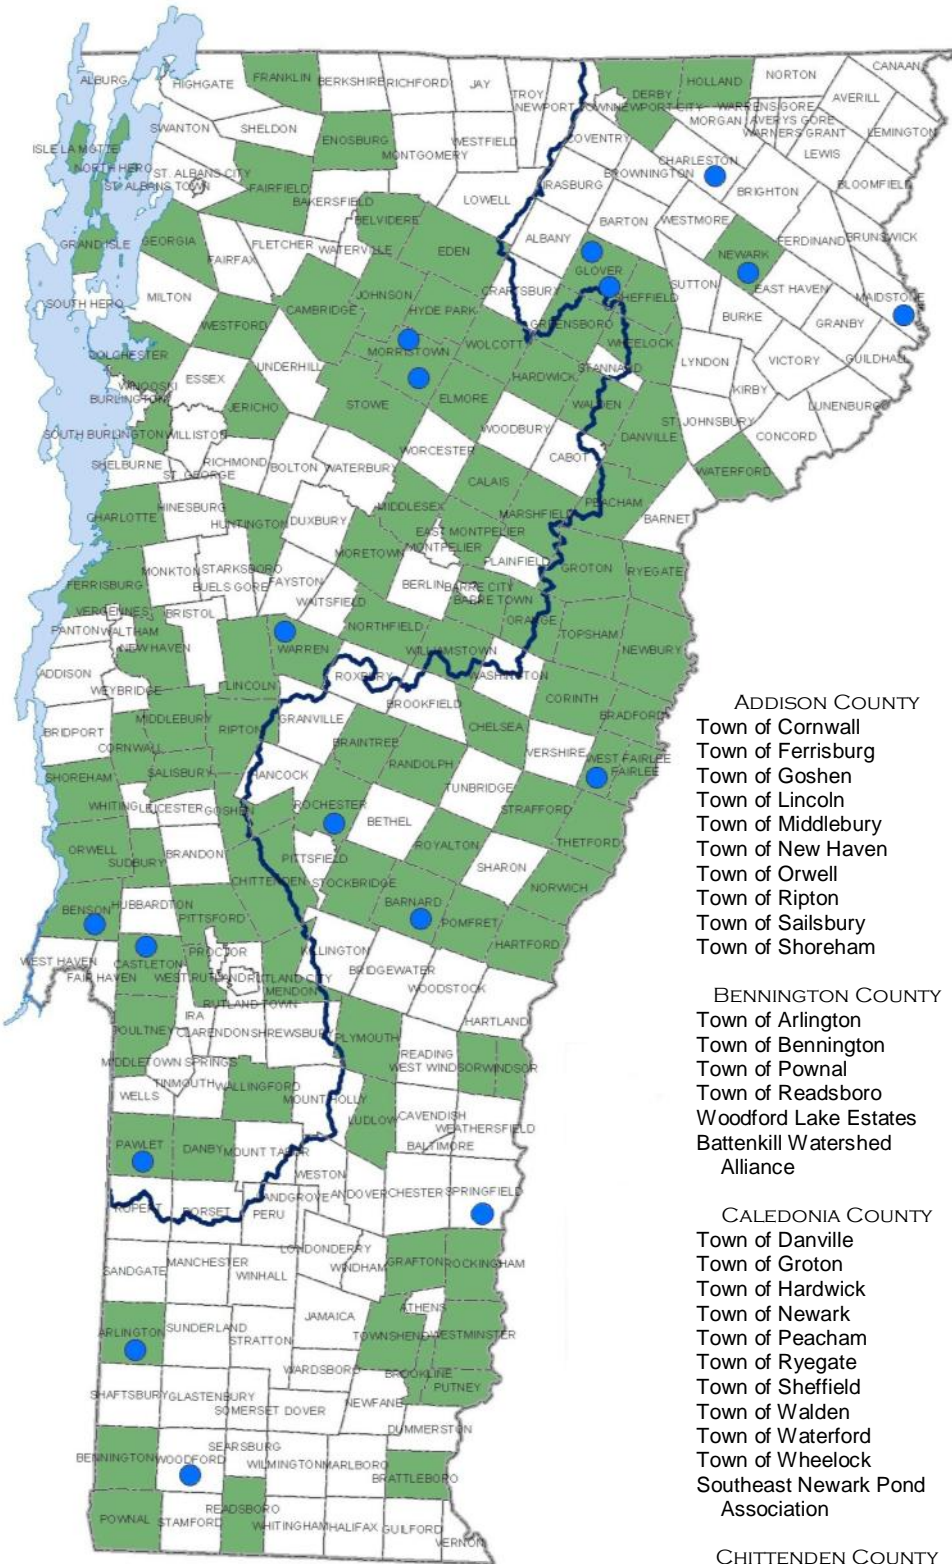 ALBURG
HIGHGATE
FRANKLIN
BERKSHIRE
RICHFORD
JAY
TROY
NEWPORT TOWN
NEWPORT CITY
DERBY
HOLLAND
NORTON
CANAAN
AVERILL
WARRENS GORE
MORGAN
AVERYS GORE
WARNERS GRANT
LEMINGTON
LEWIS
SWANTON
SHELDON
ENOSBURG
MONTGOMERY
WESTFIELD
COVENTRY
CHARLESTON
BROWNINGTON
BRIGHTON
BLOOMFIELD
ISLE LA MOTTE
NORTH HERO
ST. ALBANS CITY
ST. ALBANS TOWN
FAIRFIELD
BAKERSFIELD
LOWELL
IRASBURG
BARTON
WESTMORE
BELVIDERE
GRAND ISLE
GEORGIA
FAIRFAX
FLETCHER
WATERVILLE
EDEN
ALBANY
GLOVER
NEWARK
FERDINAND
BRUNSWICK
SOUTH HERO
MILTON
CAMBRIDGE
JOHNSON
HYDE PARK
CRAFTSBURY
SHEFFIELD
SUTTON
EAST HAVEN
MAIDSTONE
WESTFORD
MORRISTOWN
WOLCOTT
GREENSBORO
WHEELOCK
BURKE
GRANBY
COLCHESTER
ESSEX
UNDERHILL
STANNARD
LYNDON
VICTORY
GUILDHALL
WINOOSKI
BURLINGTON
JERICHO
STOWE
ELMORE
HARDWICK
WALDEN
KIRBY
LUNENBURG
SOUTH BURLINGTON
WILLISTON
WOODBURY
DANVILLE
ST JOHNSBURY
CONCORD
SHELBURNE
ST. GEORGE
RICHMOND
BOLTON
WATERBURY
WORCESTER
CABOT
WATERFORD
CALAIS
CHARLOTTE
HINESBURG
HUNTINGTON
DUXBURY
MIDDLESEX
MARSHFIELD
PEACHAM
BARNET
EAST MONTPELIER
MONTPELIER
MORETOWN
PLAINFIELD
GROTON
RYEGATE
FERRISBURG
MONKTON
STARKSBORO
BUELS GORE
FAYSTON
BERLIN
BARRE CITY
BARRE TOWN
VERGENNES
BRISTOL
WAITSFIELD
NORTHFIELD
ORANGE
TOPSHAM
NEWBURY
PANTON
WALTHAM
NEW HAVEN
WARREN
WILLIAMSTOWN
ADDISON
WEYBRIDGE
LINCOLN
ROXBURY
WASHINGTON
BROOKFIELD
CORINTH
BRIDPORT
MIDDLEBURY
RIPTON
GRANVILLE
CHELSEA
BRADFORD
CORNWALL
BRAINTREE
RANDOLPH
VERSHIRE
WEST FAIRLEE
FAIRLEE
SHOREHAM
SALISBURY
HANCOCK
TUNBRIDGE
WHITING
LEICESTER
GOSHEN
ROCHESTER
BETHEL
STRAFFORD
ORWELL
SUDBURY
BRANDON
PITTSFIELD
ROYALTON
THETFORD
CHITTENDEN
STOCKBRIDGE
SHARON
NORWICH
BENSON
HUBBARDTON
PITTSFORD
BARNARD
POMFRET
HARTFORD
WEST HAVEN
FAIR HAVEN
CASTLETON
PROCTOR
WEST RUTLAND
RUTLAND CITY
MENDON
KILLINGTON
BRIDGEWATER
WOODSTOCK
RUTLAND TOWN
IRA
HARTLAND
POULTNEY
CLARENDON
SHREWSBURY
PLYMOUTH
READING
WEST WINDSOR
WINDSOR
MIDDLETOWN SPRINGS
TINMOUTH
WALLINGFORD
WELLS
MOUNT HOLLY
LUDLOW
CAVENDISH
WEATHERSFIELD
BALTIMORE
PAWLET
DANBY
MOUNT TABOR
WESTON
LANDGROVE
ANDOVER
CHESTER
SPRINGFIELD
RUPERT
DORSET
PERU
LONDONDERRY
WINDHAM
GRAFTON
ROCKINGHAM
SANDGATE
MANCHESTER
WINHALL
ATHENS
JAMAICA
ARLINGTON
SUNDERLAND
STRATTON
TOWNSHEND
WESTMINSTER
WARDSBORO
BROOKLINE
PUTNEY
SHAFTSBURY
GLASTENBURY
SOMERSET
DOVER
NEWFANE
DUMMERSTON
BENNINGTON
WOODFORD
SEARSBURG
WILMINGTON
MARLBORO
BRATTLEBORO
POWNAL
STAMFORD
READSBORO
WHITINGHAM
HALIFAX
GUILFORD
VERNON
ADDISON COUNTY
Town of Cornwall
Town of Ferrisburg
Town of Goshen
Town of Lincoln
Town of Middlebury
Town of New Haven
Town of Orwell
Town of Ripton
Town of Sailsbury
Town of Shoreham
BENNINGTON COUNTY
Town of Arlington
Town of Bennington
Town of Pownal
Town of Readsboro
Woodford Lake Estates
Battenkill Watershed
Alliance
CALEDONIA COUNTY
Town of Danville
Town of Groton
Town of Hardwick
Town of Newark
Town of Peacham
Town of Ryegate
Town of Sheffield
Town of Walden
Town of Waterford
Town of Wheelock
Southeast Newark Pond
Association
CHITTENDEN COUNTY